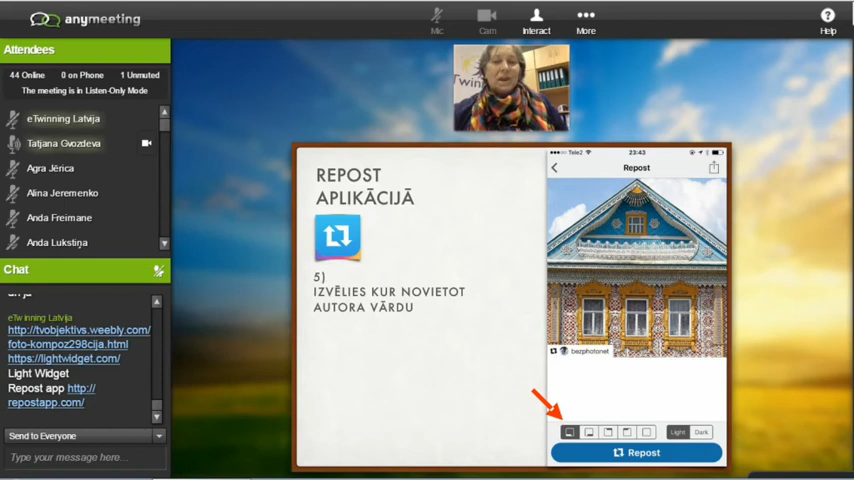 anymeeting
Mic
Cam
Interact
More
Help
Attendees
44 Online
0 on Phone
1 Unmuted
The meeting is in Listen-Only Mode
eTwinning Latvija
Tatjana Gvozdeva
Agra Jērica
Alina Jeremenko
Anda Freimane
Anda Lukstiņa
Chat
eTwinning Latvija
http://tvobjektivs.weebly.com/
foto-kompoz298cija.html
https://lightwidget.com/
Light Widget
Repost app http://
repostapp.com/
Send to Everyone
Type your message here...
REPOST
APLIKĀCIJĀ
5)
IZVĒLIES KUR NOVIETOT
AUTORA VĀRDU
Tele2
23:43
Repost
bezphotonet
Light
Dark
Repost